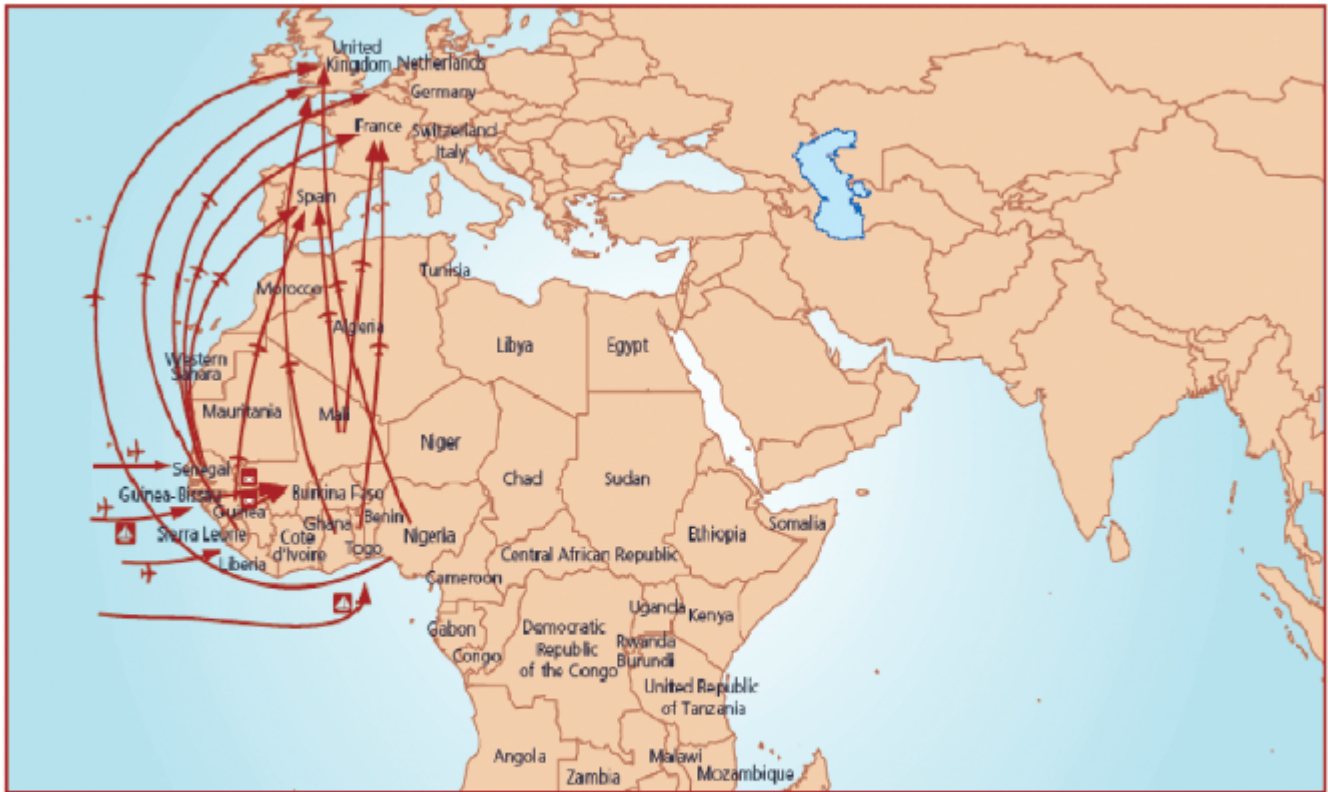 United
Kingdom
Netherlands
Germany
France
Switzerland
Italy
Spain
Tunisia
Morocco
Algeria
Libya
Egypt
Western
Sahara
Mauritania
Mali
Niger
Chad
Sudan
Senegal
Guinea-Bissau
Burkina Faso
Guinea
Ghana
Benin
Nigeria
Ethiopia
Somalia
Sierra Leone
Cote
d'Ivoire
Togo
Liberia
Central African Republic
Cameroon
Uganda
Kenya
Gabon
Democratic
Republic
of the Congo
Congo
Rwanda
Burundi
United Republic
of Tanzania
Angola
Malawi
Zambia
Mozambique